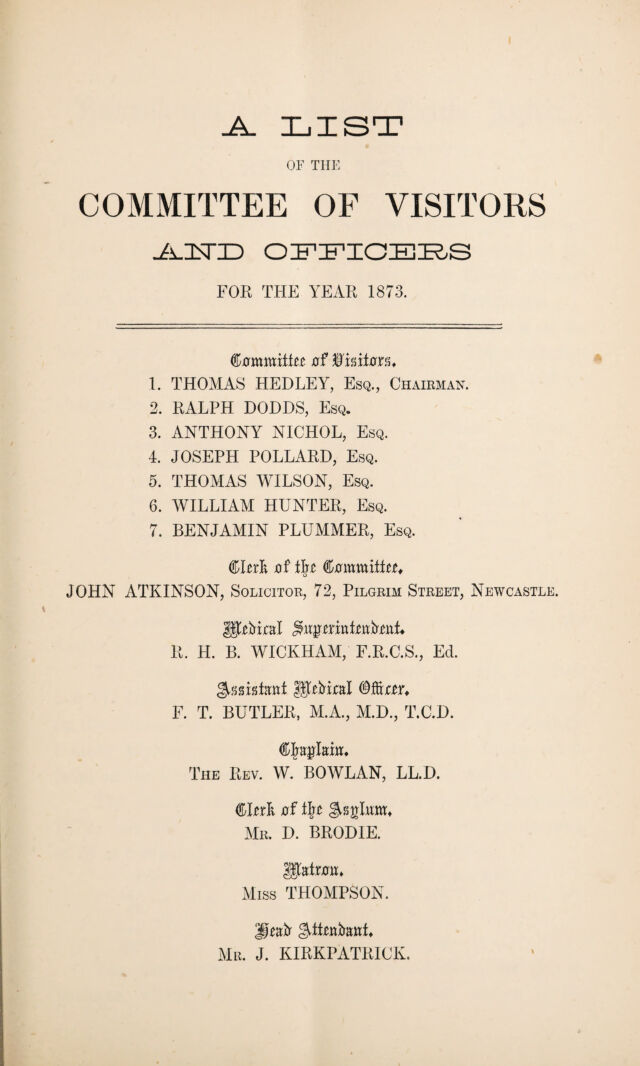 A LIST
OF THE
COMMITTEE OF VISITORS
AND OFFICERS
FOR THE YEAR 1873.
Committee of Visitors.
1. THOMAS HEDLEY, ESQ., CHAIRMAN.
2. RALPH DODDS, ESQ.
3. ANTHONY NICHOL, ESQ.
4. JOSEPH POLLARD, ESQ.
5. THOMAS WILSON, ESQ.
6. WILLIAM HUNTER, ESQ.
7. BENJAMIN PLUMMER, ESQ.
Clerk of the Committee.
JOHN ATKINSON, SOLICITOR, 72, PILGRIM STREET, NEWCASTLE.
Medical Superintendent.
R. H. B. WICKHAM, F.R.C.S., Ed.
Assistant Medical Officer.
F. T. BUTLER, M.A., M.D., T.C.D.
Chaplain.
THE REV. W. BOWLAN, LL.D.
Clerk of the Asylum.
MR. D. BRODIE.
Matron.
MISS THOMPSON.
Head Attendant.
MR. J. KIRKPATRICK.